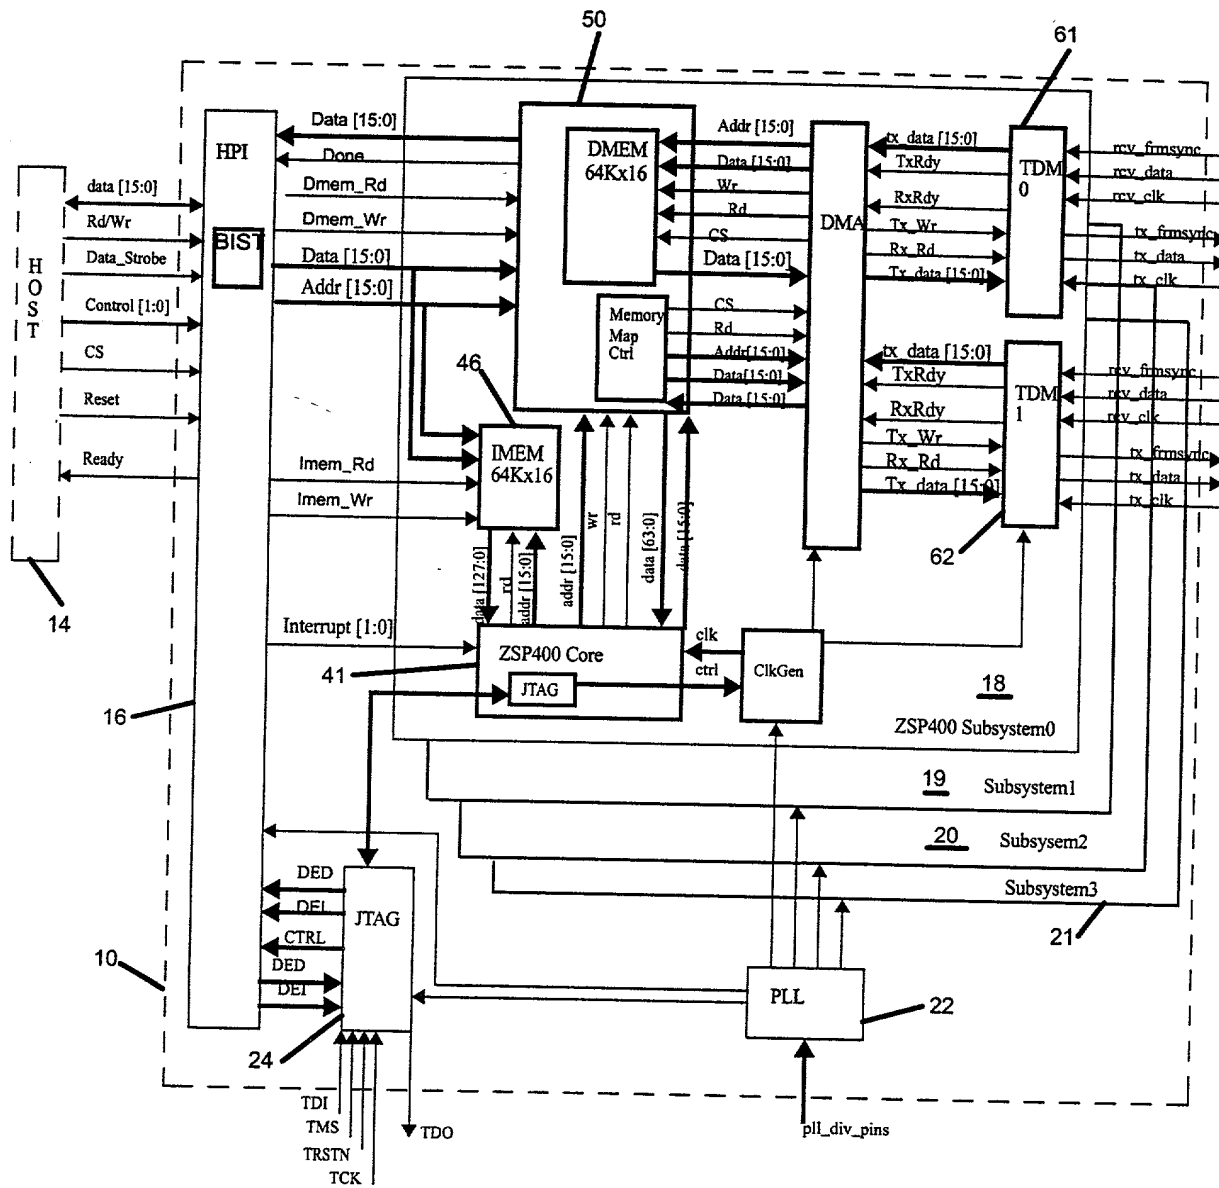 50
61
HPI
BIST
Data [15:0]
Done
Dmem_Rd
Dmem_Wr
Data [15:0]
Addr [15:0]
Imem_Rd
Imem_Wr
Interrupt [1:0]
HOST
data [15:0]
Rd/Wr
Data_Strobe
Control [1:0]
CS
Reset
Ready
14
16
DMEM
64Kx16
Memory
Map
Ctrl
46
IMEM
64Kx16
Addr [15:0]
Data [15:0]
Wr
Rd
CS
Data [15:0]
CS
Rd
Addr[15:0]
Data[15:0]
Data [15:0]
DMA
tx_data [15:0]
TxRdy
RxRdy
Tx_Wr
Rx_Rd
Tx_data [15:0]
TDM
0
rcv_frmsync
rcv_data
rcv_clk
tx_frmsync
tx_data
tx_clk
tx_data [15:0]
TxRdy
RxRdy
Tx_Wr
Rx_Rd
Tx_data [15:0]
TDM
1
rcv_frmsync
rcv_data
rcv_clk
tx_frmsync
tx_data
tx_clk
62
data [127:0]
rd
addr [15:0]
addr [15:0]
wr
rd
data [63:0]
data [15:0]
41
ZSP400 Core
JTAG
clk
ctrl
ClkGen
18
ZSP400 Subsystem0
19
Subsystem1
20
Subsysem2
Subsystem3
21
DED
DEI
CTRL
DED
DEI
JTAG
10
24
PLL
22
TDI
TMS
TRSTN
TCK
TDO
pll_div_pins